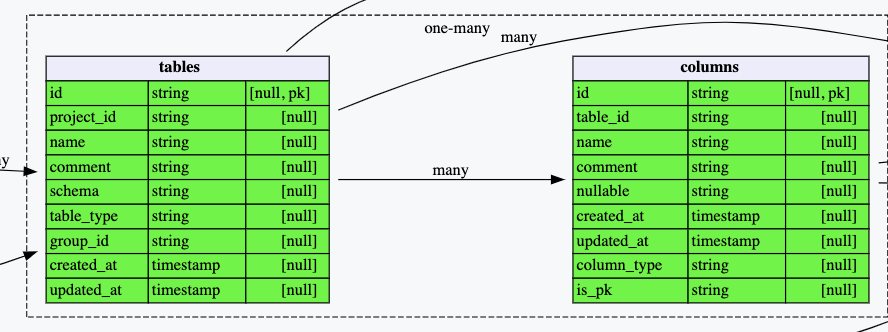 one-many
many
tables
id string [null, pk]
project_id string [null]
name string [null]
comment string [null]
schema string [null]
table_type string [null]
group_id string [null]
created_at timestamp [null]
updated_at timestamp [null]
many
columns
id string [null, pk]
table_id string [null]
name string [null]
comment string [null]
nullable string [null]
created_at timestamp [null]
updated_at timestamp [null]
column_type string [null]
is_pk string [null]